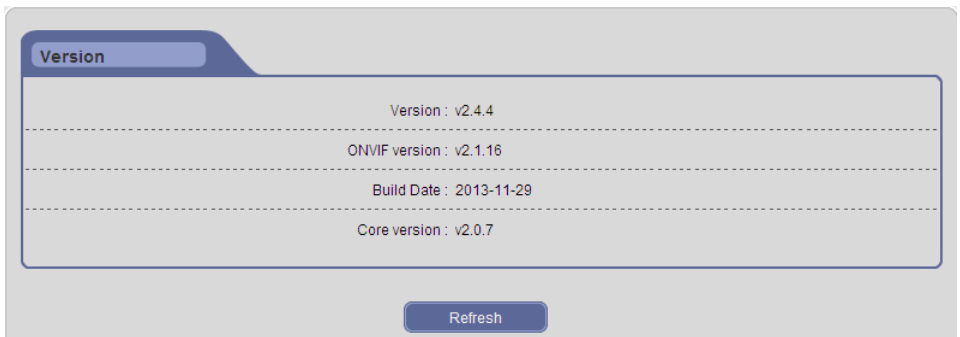 Version
Version : v2.4.4
ONVIF version : v2.1.16
Build Date : 2013-11-29
Core version : v2.0.7
Refresh